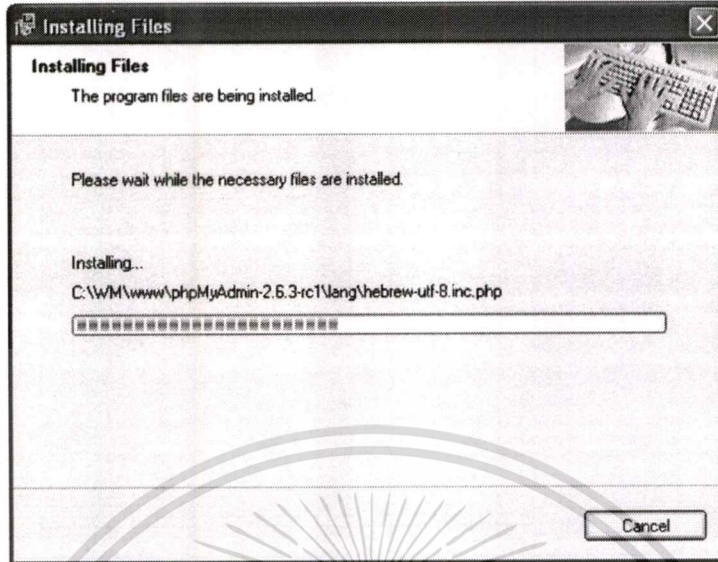 Installing Files
Installing Files
The program files are being installed.
Please wait while the necessary files are installed.
Installing...
C:\WM\www\phpMyAdmin-2.6.3-rc1\lang\hebrew-utf-8.inc.php
Cancel